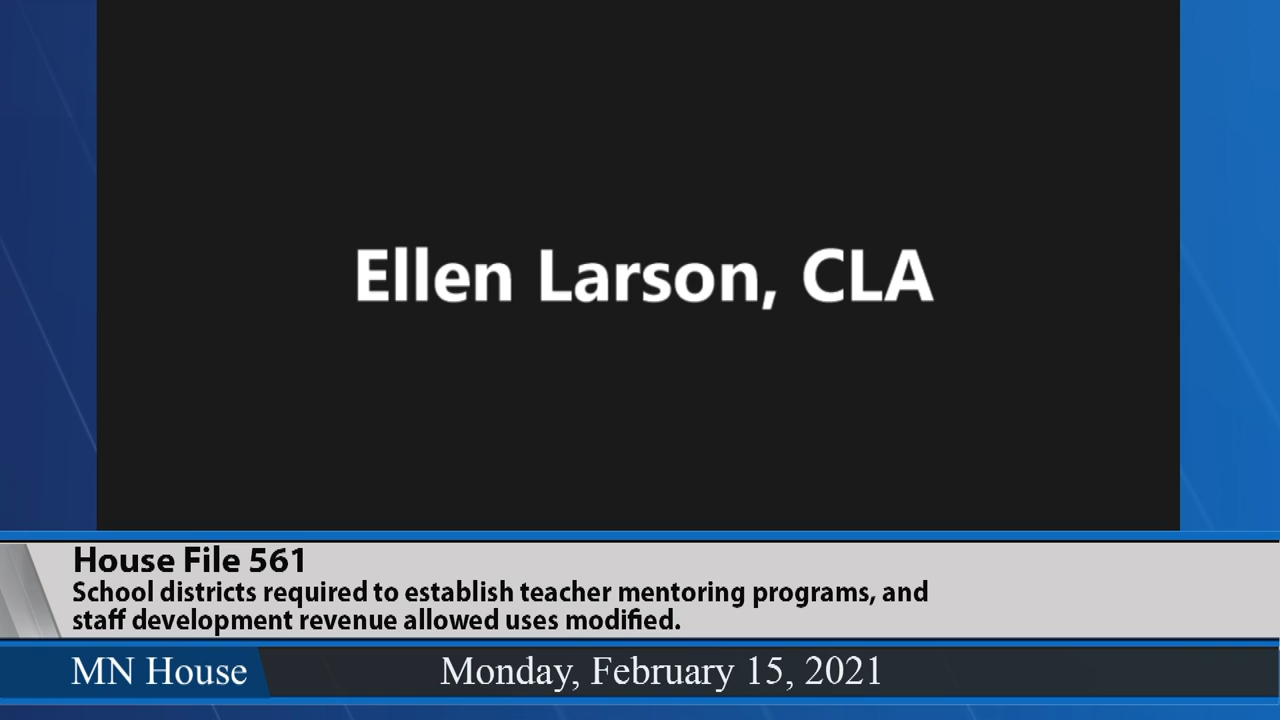 Ellen Larson, CLA
House File 561
School districts required to establish teacher mentoring programs, and
staff development revenue allowed uses modified.
MN House
Monday, February 15, 2021